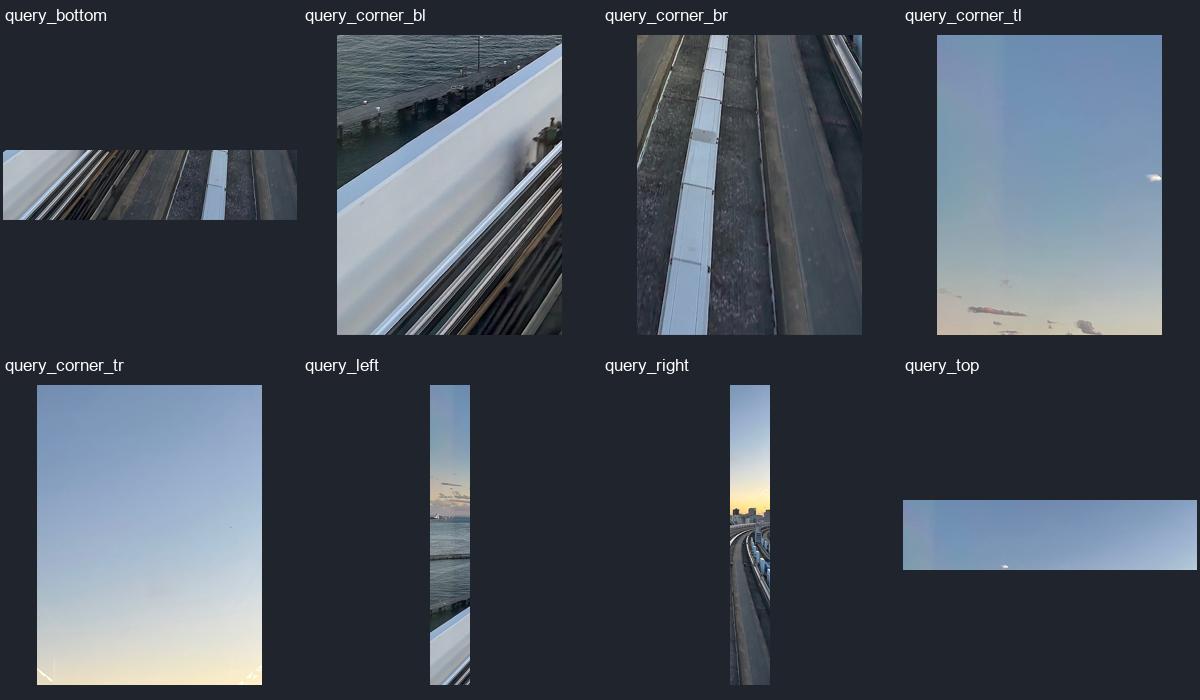 query_bottom
query_corner_bl
query_corner_br
query_corner_tl
query_corner_tr
query_left
query_right
query_top